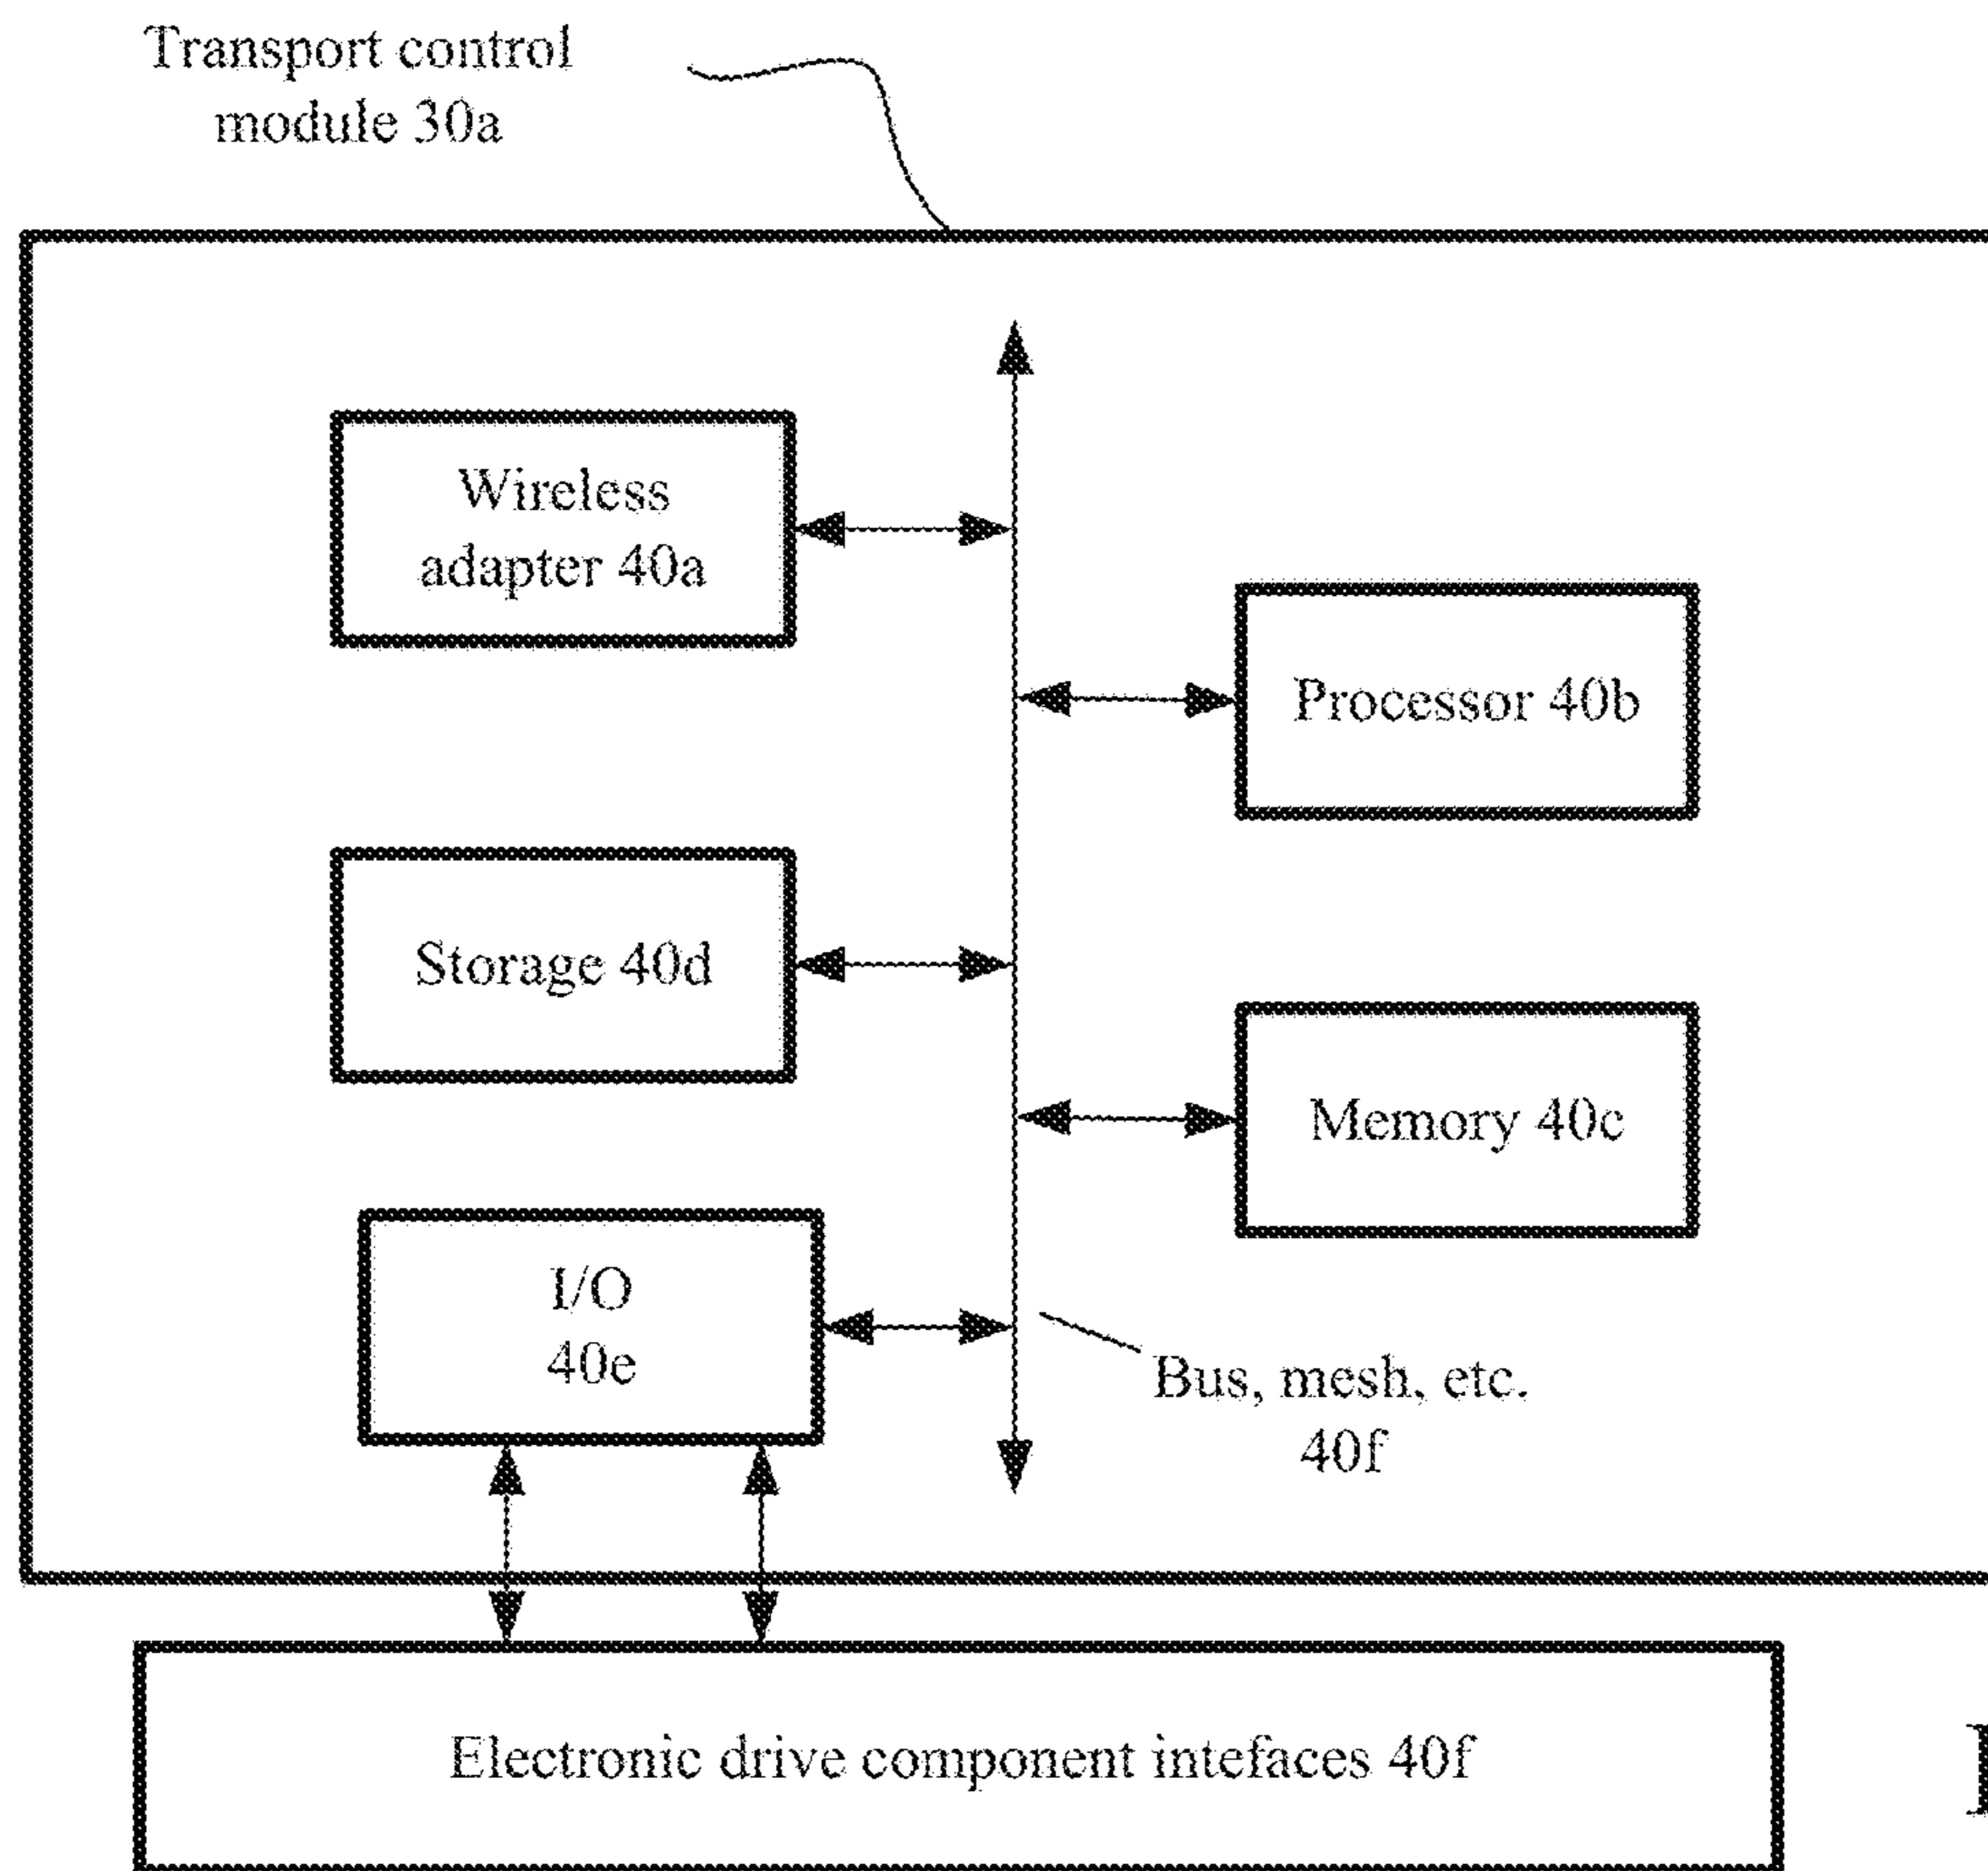 Transport control
module 30a
Wireless
adapter 40a
Processor 40b
Storage 40d
Memory 40c
I/O
40e
Bus, mesh, etc.
40f
Electronic drive component intefaces 40f